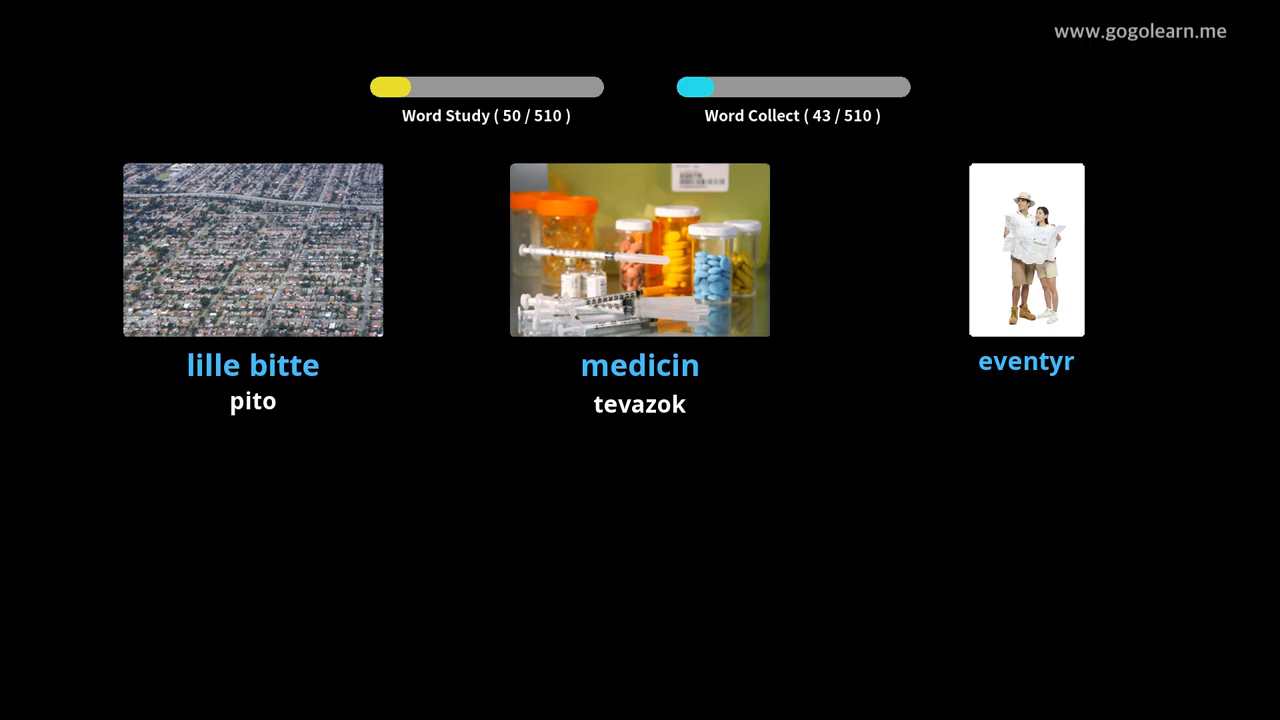 www.gogolearn.me
Word Study ( 50 / 510 )
Word Collect ( 43 / 510 )
lille bitte
pito
medicin
tevazok
eventyr